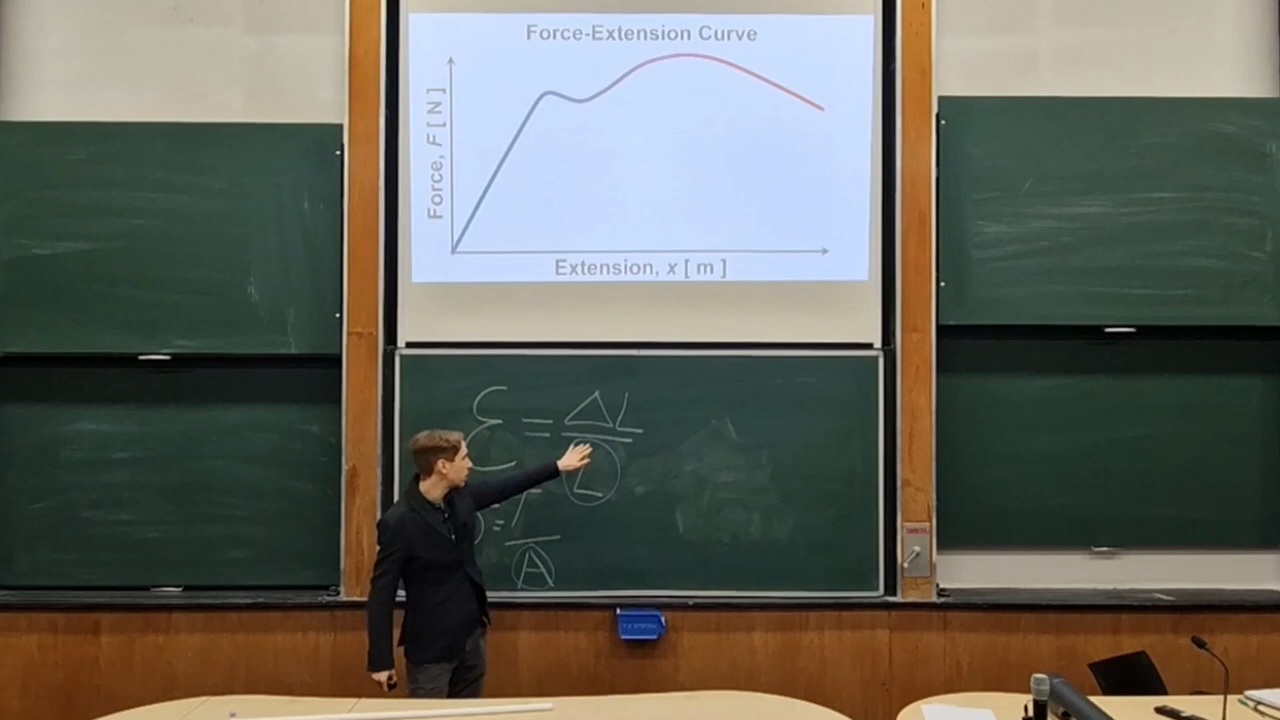 Force-Extension Curve
Force, F [ N ]
Extension, x [ m ]
ε = ΔL
L
= F
A